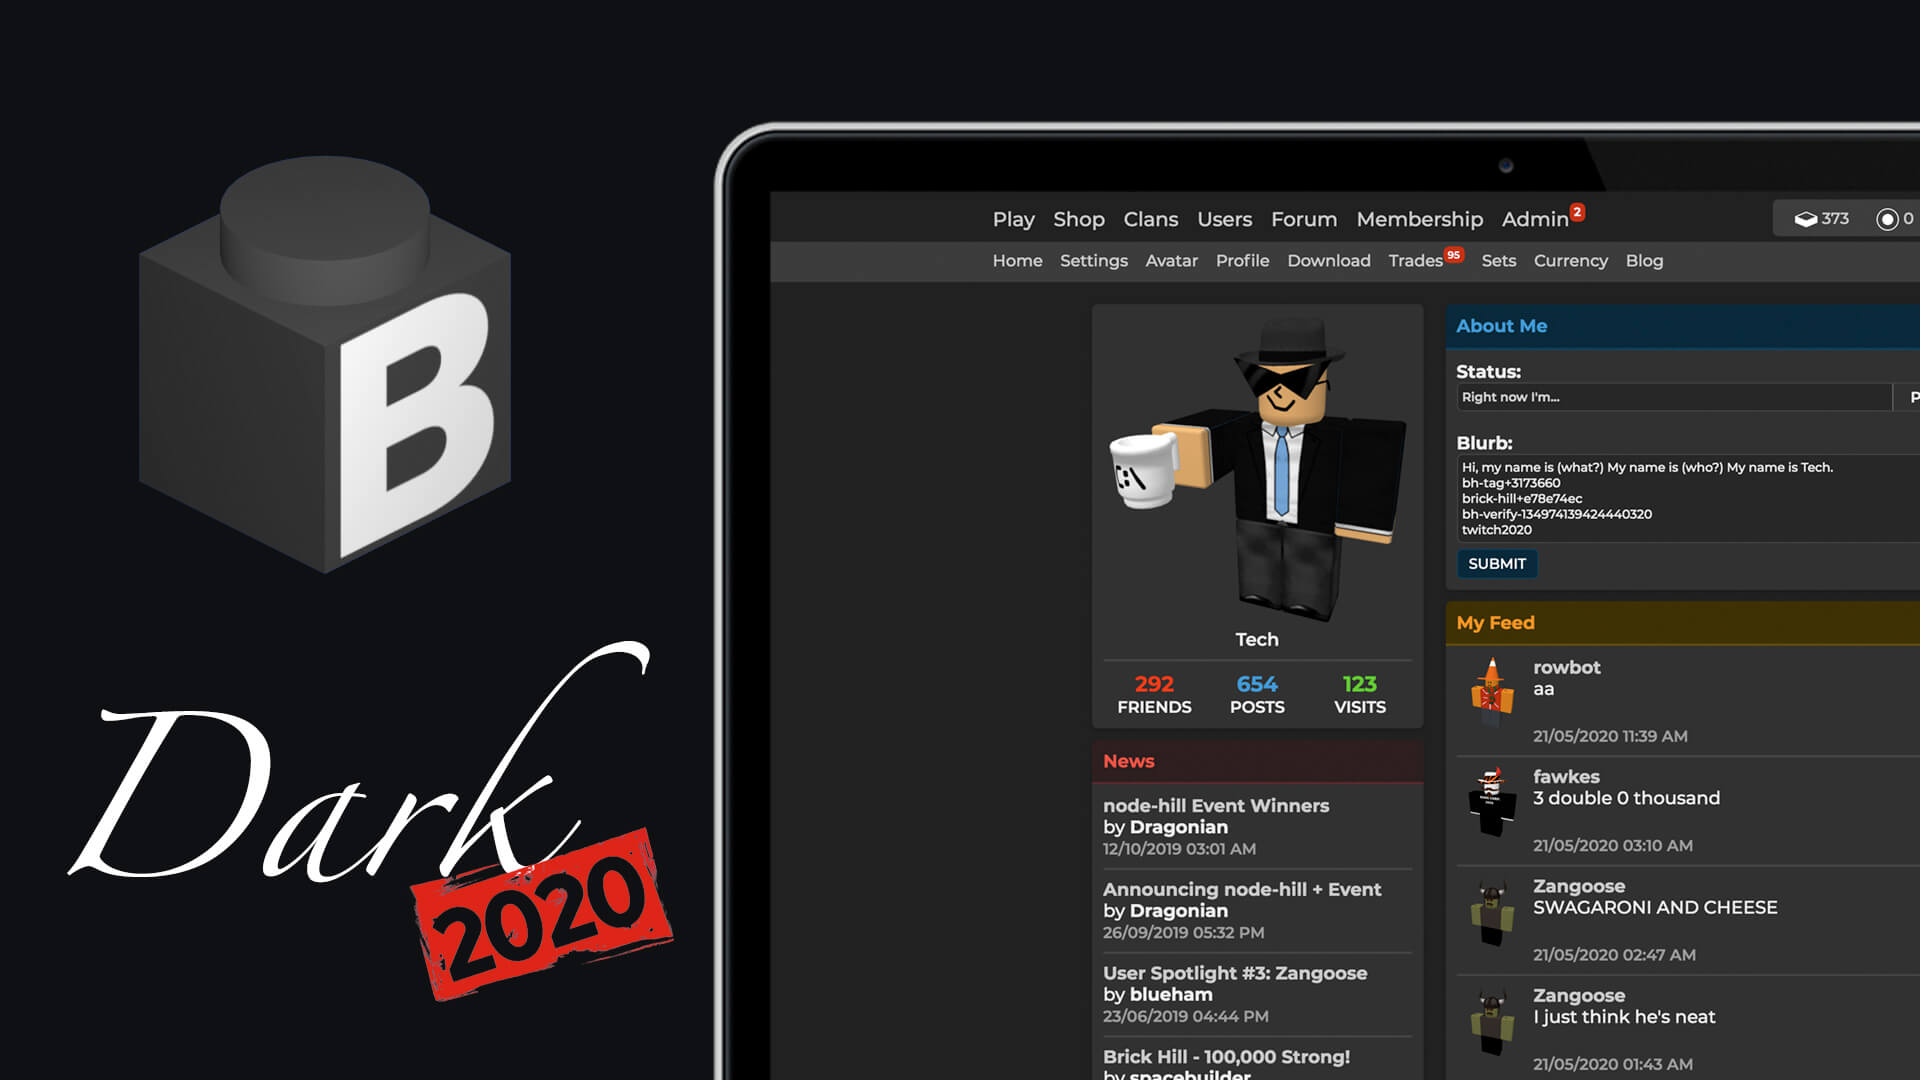 B
Dark
2020
Play Shop Clans Users Forum Membership Admin 2
373 0
Home Settings Avatar Profile Download Trades 95 Sets Currency Blog
C:\
Tech
292 654 123
FRIENDS POSTS VISITS
News
node-hill Event Winners
by Dragonian
12/10/2019 03:01 AM
Announcing node-hill + Event
by Dragonian
26/09/2019 05:32 PM
User Spotlight #3: Zangoose
by blueham
23/06/2019 04:44 PM
Brick Hill - 100,000 Strong!
by spacebuilder
About Me
Status:
Right now I'm...
P
Blurb:
Hi, my name is (what?) My name is (who?) My name is Tech.
bh-tag+3173660
brick-hill+e78e74ec
bh-verify-134974139424440320
twitch2020
SUBMIT
My Feed
rowbot
aa
21/05/2020 11:39 AM
fawkes
3 double 0 thousand
21/05/2020 03:10 AM
Zangoose
SWAGARONI AND CHEESE
21/05/2020 02:47 AM
Zangoose
I just think he's neat
21/05/2020 01:43 AM